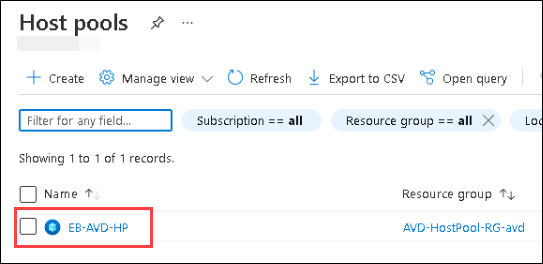 Host pools
Create Manage view Refresh Export to CSV Open query
Filter for any field... Subscription == all Resource group == all Loc
Showing 1 to 1 of 1 records.
Name ↑↓ Resource group ↑↓
EB-AVD-HP AVD-HostPool-RG-avd